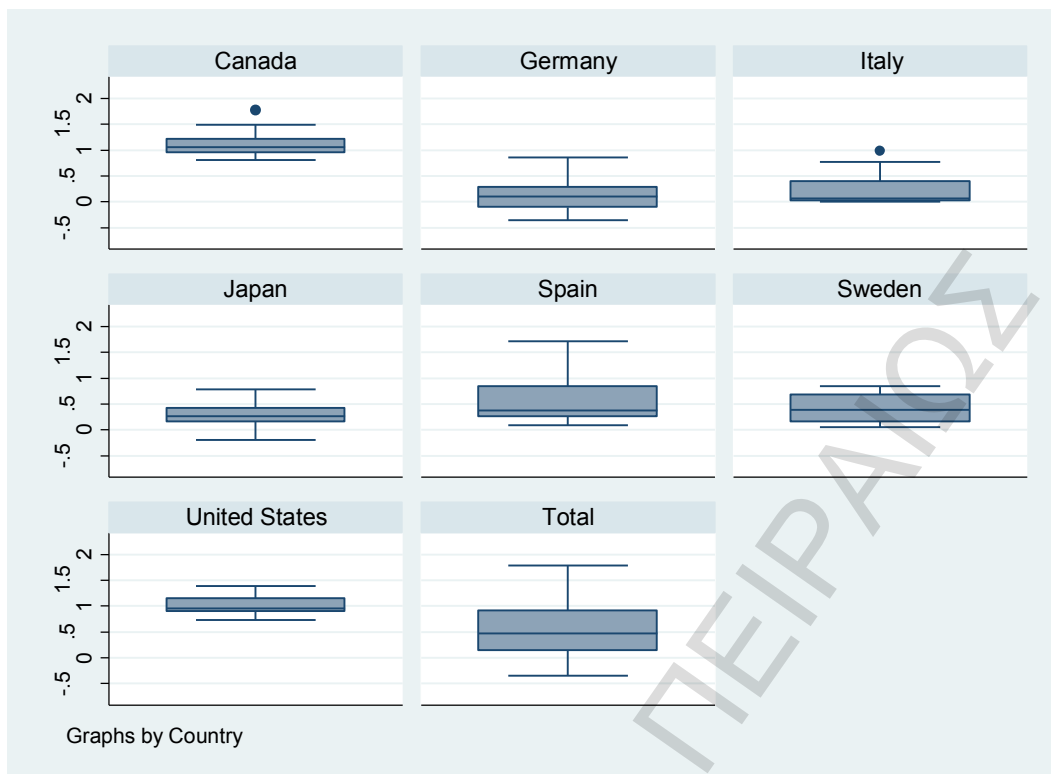 Canada Germany Italy
-.5 0 .5 1 1.5 2
Japan Spain Sweden
-.5 0 .5 1 1.5 2
United States Total
-.5 0 .5 1 1.5 2
Graphs by Country
ΠΕΙΡΑΙΩΣ